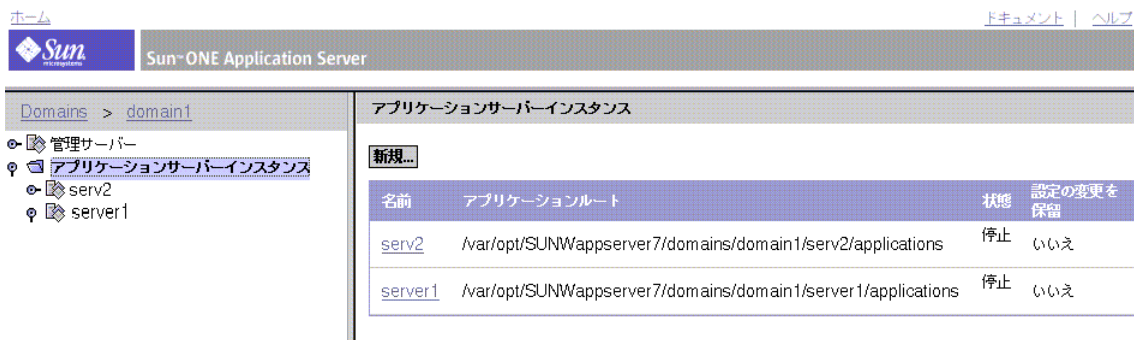 ホーム
ドキュメント | ヘルプ
Sun
microsystems
Sun™ ONE Application Server
Domains > domain1
管理サーバー
アプリケーションサーバーインスタンス
serv2
server1
アプリケーションサーバーインスタンス
新規...
名前 アプリケーションルート 状態 設定の変更を
保留
serv2 /var/opt/SUNWappserver7/domains/domain1/serv2/applications 停止 いいえ
server1 /var/opt/SUNWappserver7/domains/domain1/server1/applications 停止 いいえ